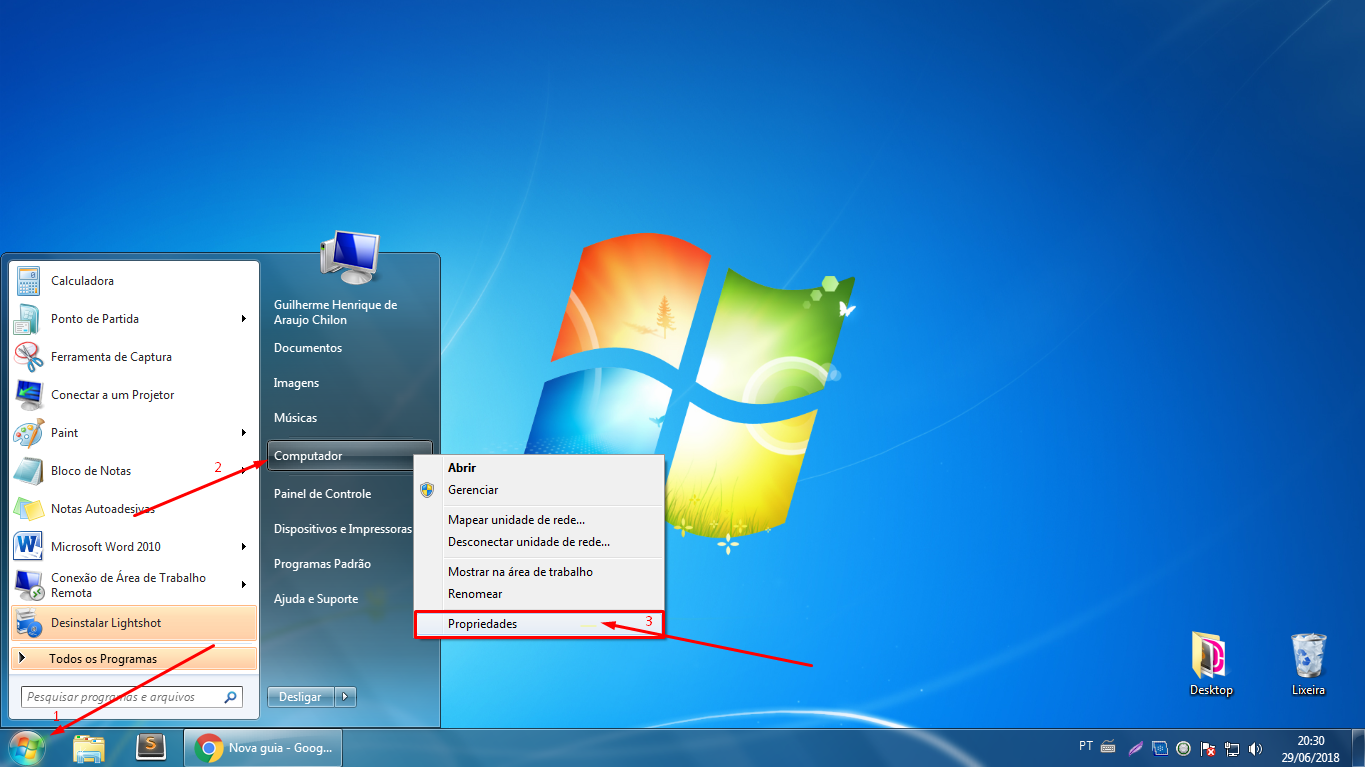 Calculadora
Ponto de Partida
Ferramenta de Captura
Conectar a um Projetor
Paint
Bloco de Notas
Notas Autoadesivas
Microsoft Word 2010
Conexão de Área de Trabalho
Remota
Desinstalar Lightshot
Todos os Programas
Pesquisar programas e arquivos
1
Guilherme Henrique de
Araujo Chilon
Documentos
Imagens
Músicas
2
Computador
Painel de Controle
Dispositivos e Impressoras
Programas Padrão
Ajuda e Suporte
Desligar
Abrir
Gerenciar
Mapear unidade de rede...
Desconectar unidade de rede...
Mostrar na área de trabalho
Renomear
Propriedades
3
Desktop
Lixeira
S
Nova guia - Goog...
PT
20:30
29/06/2018